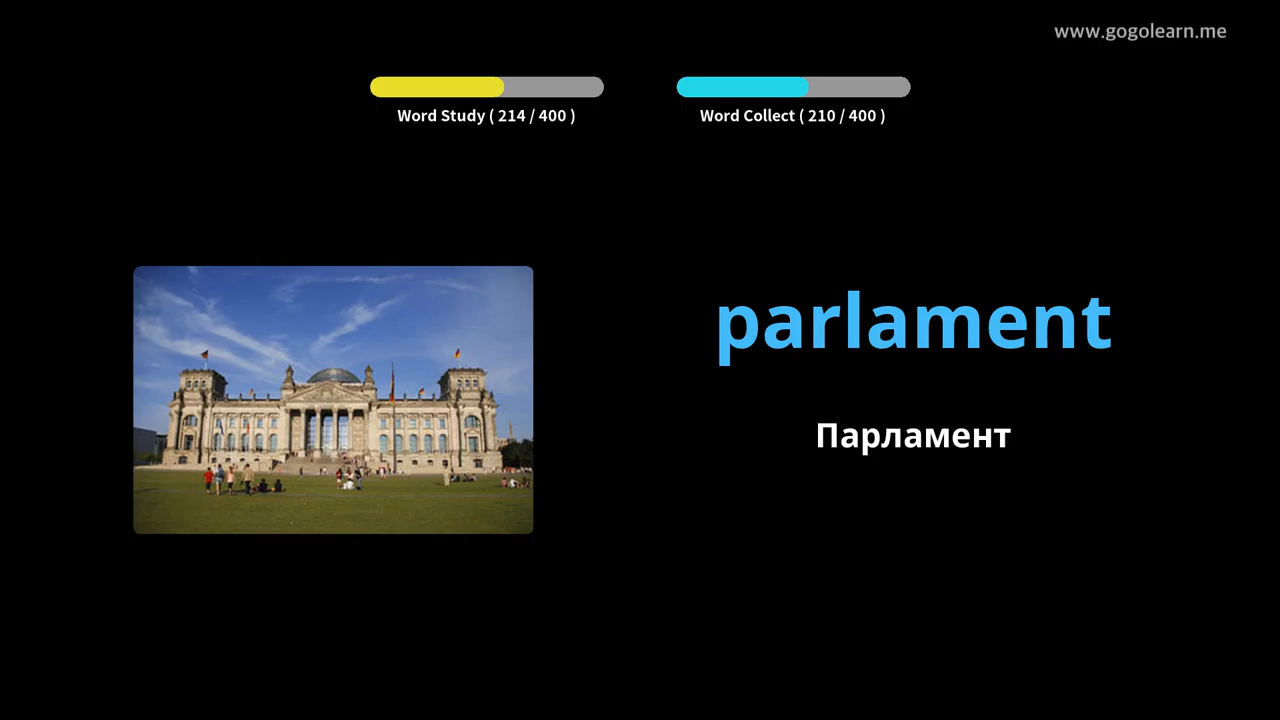 www.gogolearn.me
Word Study ( 214 / 400 )
Word Collect ( 210 / 400 )
parlament
Парламент